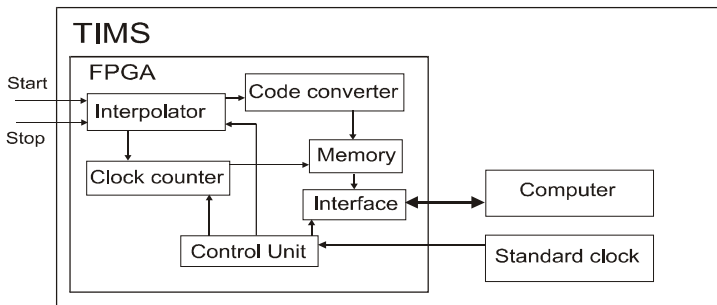 TIMS
FPGA
Start
Code converter
Interpolator
Stop
Memory
Clock counter
Computer
Interface
Control Unit
Standard clock